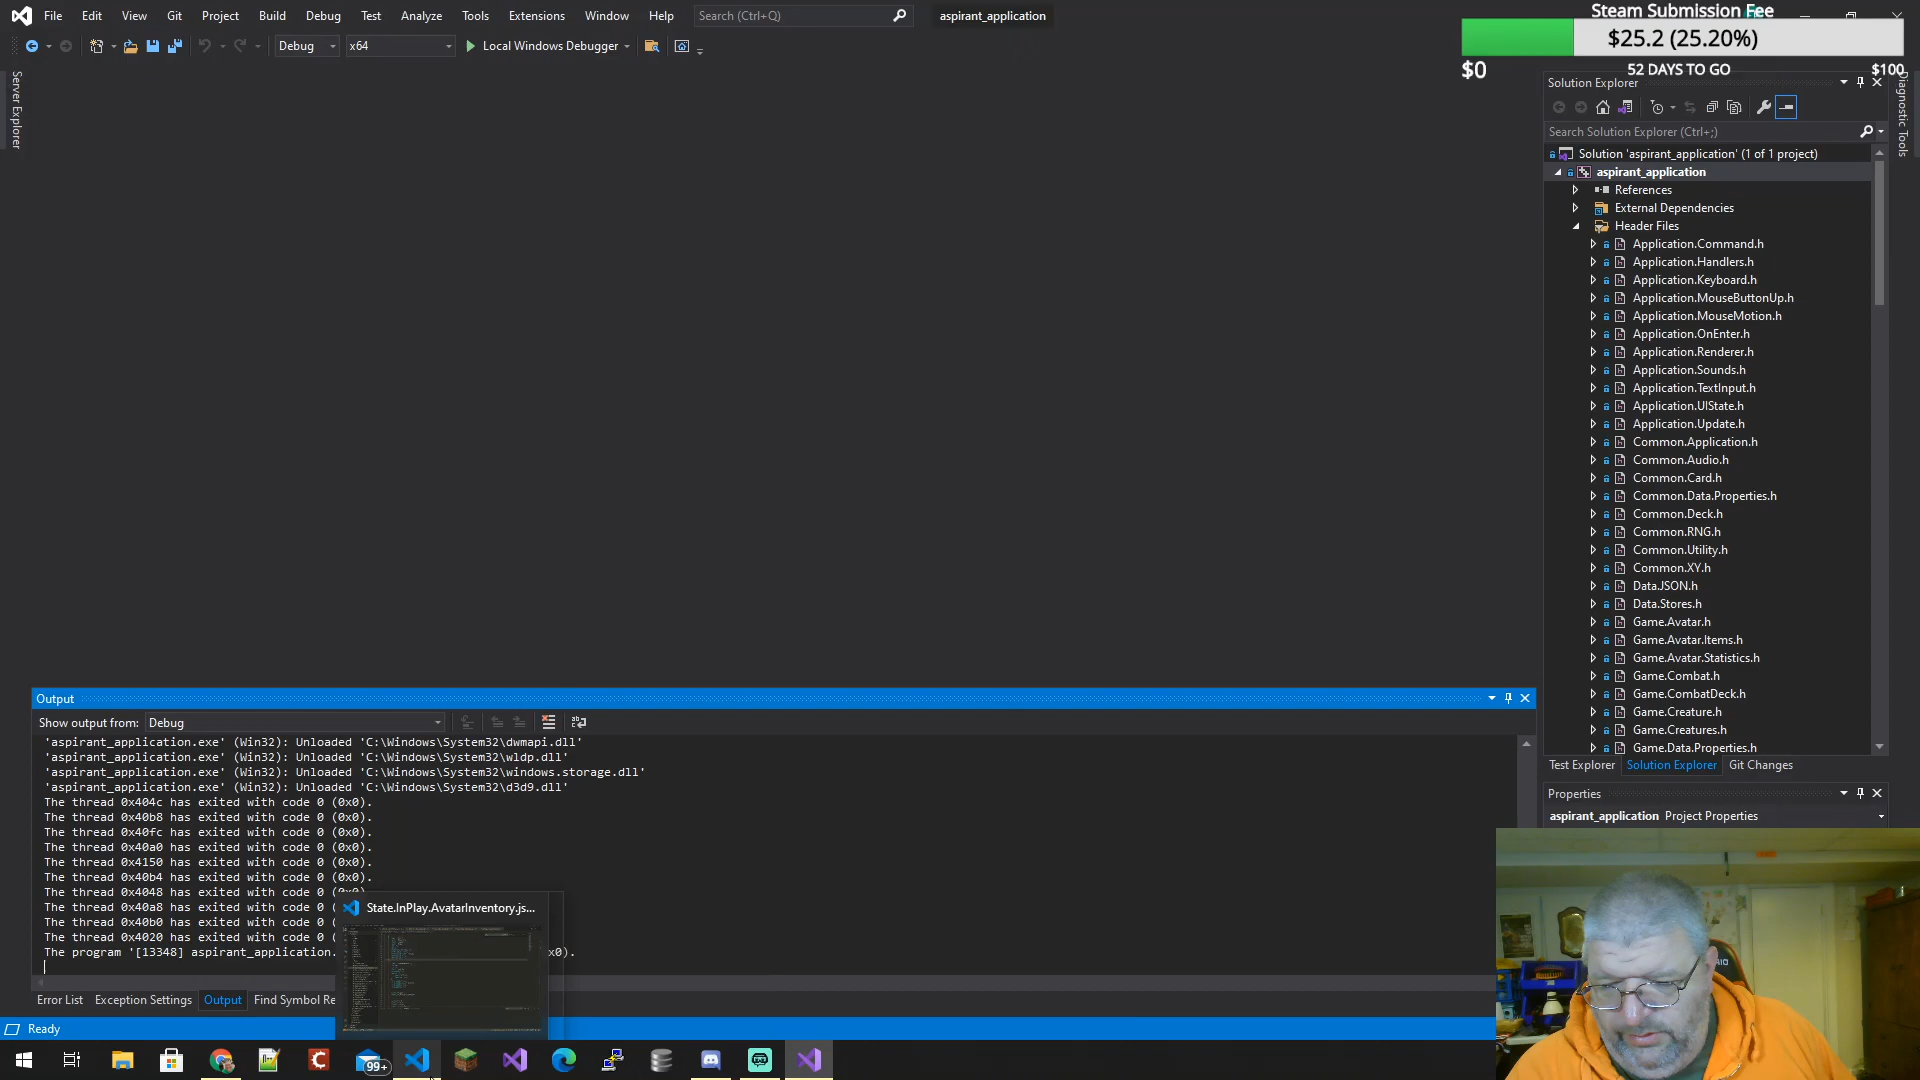 File Edit View Git Project Build Debug Test Analyze Tools Extensions Window Help Search (Ctrl+Q) aspirant_application
Steam Submission Fee
$25.2 (25.20%)
$0 52 DAYS TO GO $100
Debug x64 Local Windows Debugger
Server Explorer
Diagnostic Tools
Solution Explorer
Search Solution Explorer (Ctrl+;)
Solution 'aspirant_application' (1 of 1 project)
aspirant_application
References
External Dependencies
Header Files
Application.Command.h
Application.Handlers.h
Application.Keyboard.h
Application.MouseButtonUp.h
Application.MouseMotion.h
Application.OnEnter.h
Application.Renderer.h
Application.Sounds.h
Application.TextInput.h
Application.UIState.h
Application.Update.h
Common.Application.h
Common.Audio.h
Common.Card.h
Common.Data.Properties.h
Common.Deck.h
Common.RNG.h
Common.Utility.h
Common.XY.h
Data.JSON.h
Data.Stores.h
Game.Avatar.h
Game.Avatar.Items.h
Game.Avatar.Statistics.h
Game.Combat.h
Game.CombatDeck.h
Game.Creature.h
Game.Creatures.h
Game.Data.Properties.h
Test Explorer Solution Explorer Git Changes
Properties
aspirant_application Project Properties
Output
Show output from: Debug
'aspirant_application.exe' (Win32): Unloaded 'C:\Windows\System32\dwmapi.dll'
'aspirant_application.exe' (Win32): Unloaded 'C:\Windows\System32\wldp.dll'
'aspirant_application.exe' (Win32): Unloaded 'C:\Windows\System32\windows.storage.dll'
'aspirant_application.exe' (Win32): Unloaded 'C:\Windows\System32\d3d9.dll'
The thread 0x404c has exited with code 0 (0x0).
The thread 0x40b8 has exited with code 0 (0x0).
The thread 0x40fc has exited with code 0 (0x0).
The thread 0x40a0 has exited with code 0 (0x0).
The thread 0x4150 has exited with code 0 (0x0).
The thread 0x40b4 has exited with code 0 (0x0).
The thread 0x4048 has exited with code 0 (0x0).
The thread 0x40a8 has exited with code 0 (
The thread 0x40b0 has exited with code 0 (
The thread 0x4020 has exited with code 0 (
The program '[13348] aspirant_application. x0).
State.InPlay.AvatarInventory.js...
Error List Exception Settings Output Find Symbol Re
Ready
99+